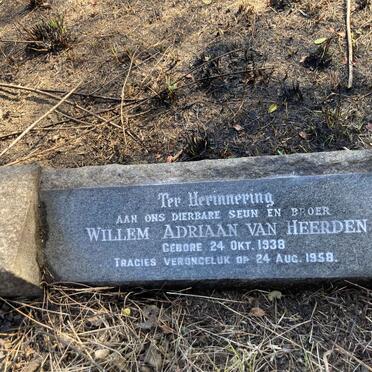 Ter Herinnering
AAN ONS DIERBARE SEUN EN BROER
WILLEM ADRIAAN VAN HEERDEN
GEBORE 24 OKT. 1938
TRAGIES VERONGELUK OP 24 AUG. 1958.